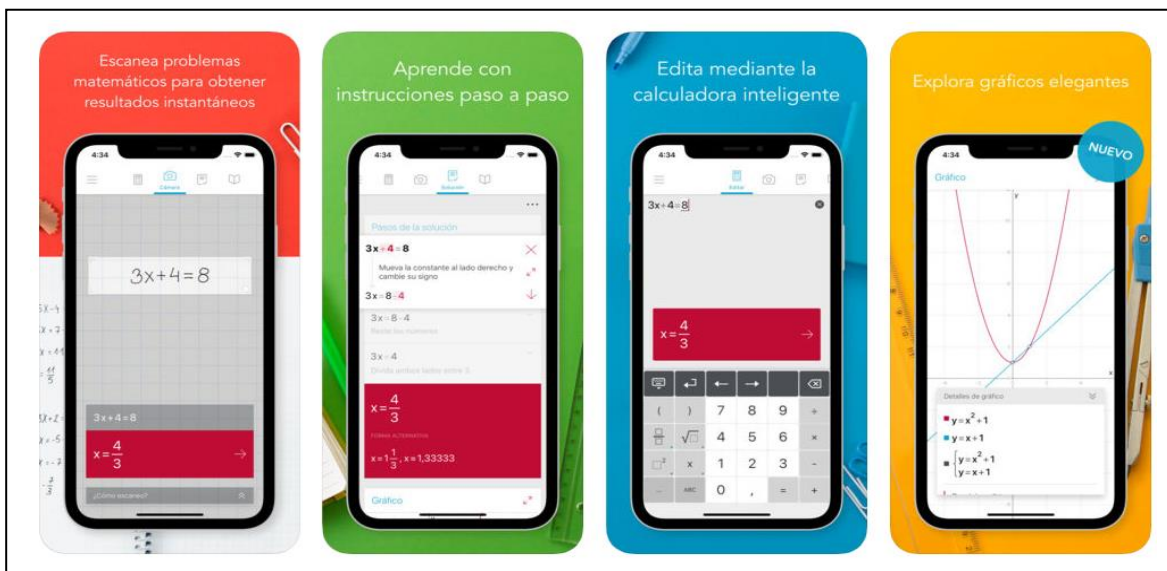 Escanea problemas
matemáticos para obtener
resultados instantáneos
4:34
Cámara
3x+4=8
3x+4=8
x=4/3
¿Cómo escaneo?
Aprende con
instrucciones paso a paso
4:34
Solución
Pasos de la solución
3x+4=8
Mueva la constante al lado derecho y
cambie su signo
3x=8-4
3x=8-4
Reste los números
3x=4
Divida ambos lados entre 3
x=4/3
FORMA ALTERNATIVA
x=1 1/3, x=1,33333
Gráfico
Edita mediante la
calculadora inteligente
4:34
Editar
3x+4=8
x=4/3
( ) 7 8 9 ÷
√ 4 5 6 ×
x 1 2 3 -
ABC 0 , = +
Explora gráficos elegantes
NUEVO
4:34
Gráfico
y
x
Detalles de gráfico
y=x²+1
y=x+1
y=x²+1
y=x+1